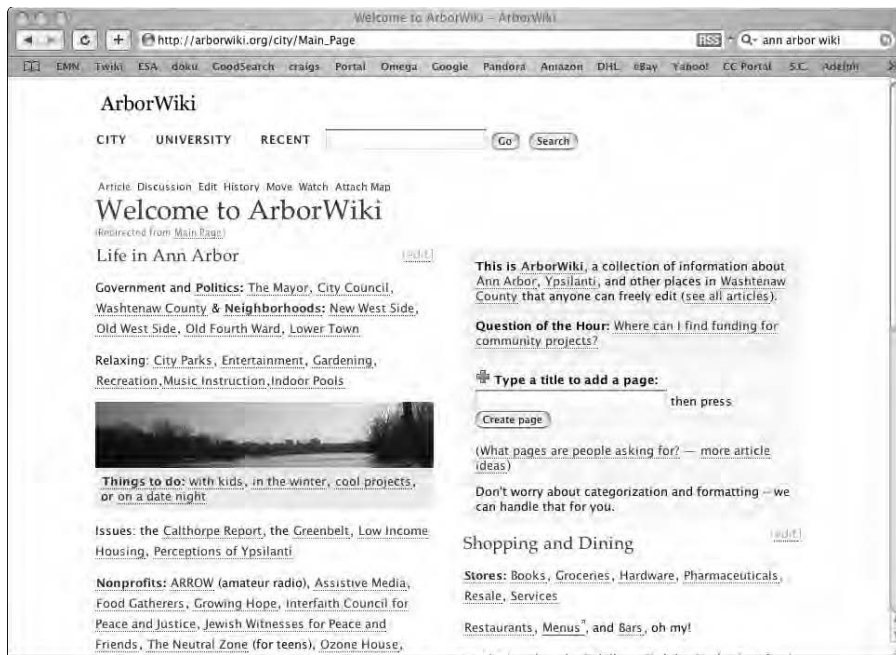 Welcome to ArborWiki – ArborWiki
http://arborwiki.org/city/Main_Page
RSS
ann arbor wiki
EMN Twiki ESA doku GoodSearch craigs Portal Omega Google Pandora Amazon DHL eBay Yahoo! CC Portal S.C. Adelphi
ArborWiki
CITY UNIVERSITY RECENT
Go Search
Article Discussion Edit History Move Watch Attach Map
Welcome to ArborWiki
(Redirected from Main Page)
Life in Ann Arbor [edit]
Government and Politics: The Mayor, City Council,
Washtenaw County & Neighborhoods: New West Side,
Old West Side, Old Fourth Ward, Lower Town
Relaxing: City Parks, Entertainment, Gardening,
Recreation,Music Instruction,Indoor Pools
Things to do: with kids, in the winter, cool projects,
or on a date night
Issues: the Calthorpe Report, the Greenbelt, Low Income
Housing, Perceptions of Ypsilanti
Nonprofits: ARROW (amateur radio), Assistive Media,
Food Gatherers, Growing Hope, Interfaith Council for
Peace and Justice, Jewish Witnesses for Peace and
Friends, The Neutral Zone (for teens), Ozone House,
This is ArborWiki, a collection of information about
Ann Arbor, Ypsilanti, and other places in Washtenaw
County that anyone can freely edit (see all articles).
Question of the Hour: Where can I find funding for
community projects?
Type a title to add a page:
then press
Create page
(What pages are people asking for? — more article
ideas)
Don't worry about categorization and formatting – we
can handle that for you.
Shopping and Dining [edit]
Stores: Books, Groceries, Hardware, Pharmaceuticals,
Resale, Services
Restaurants, Menus", and Bars, oh my!